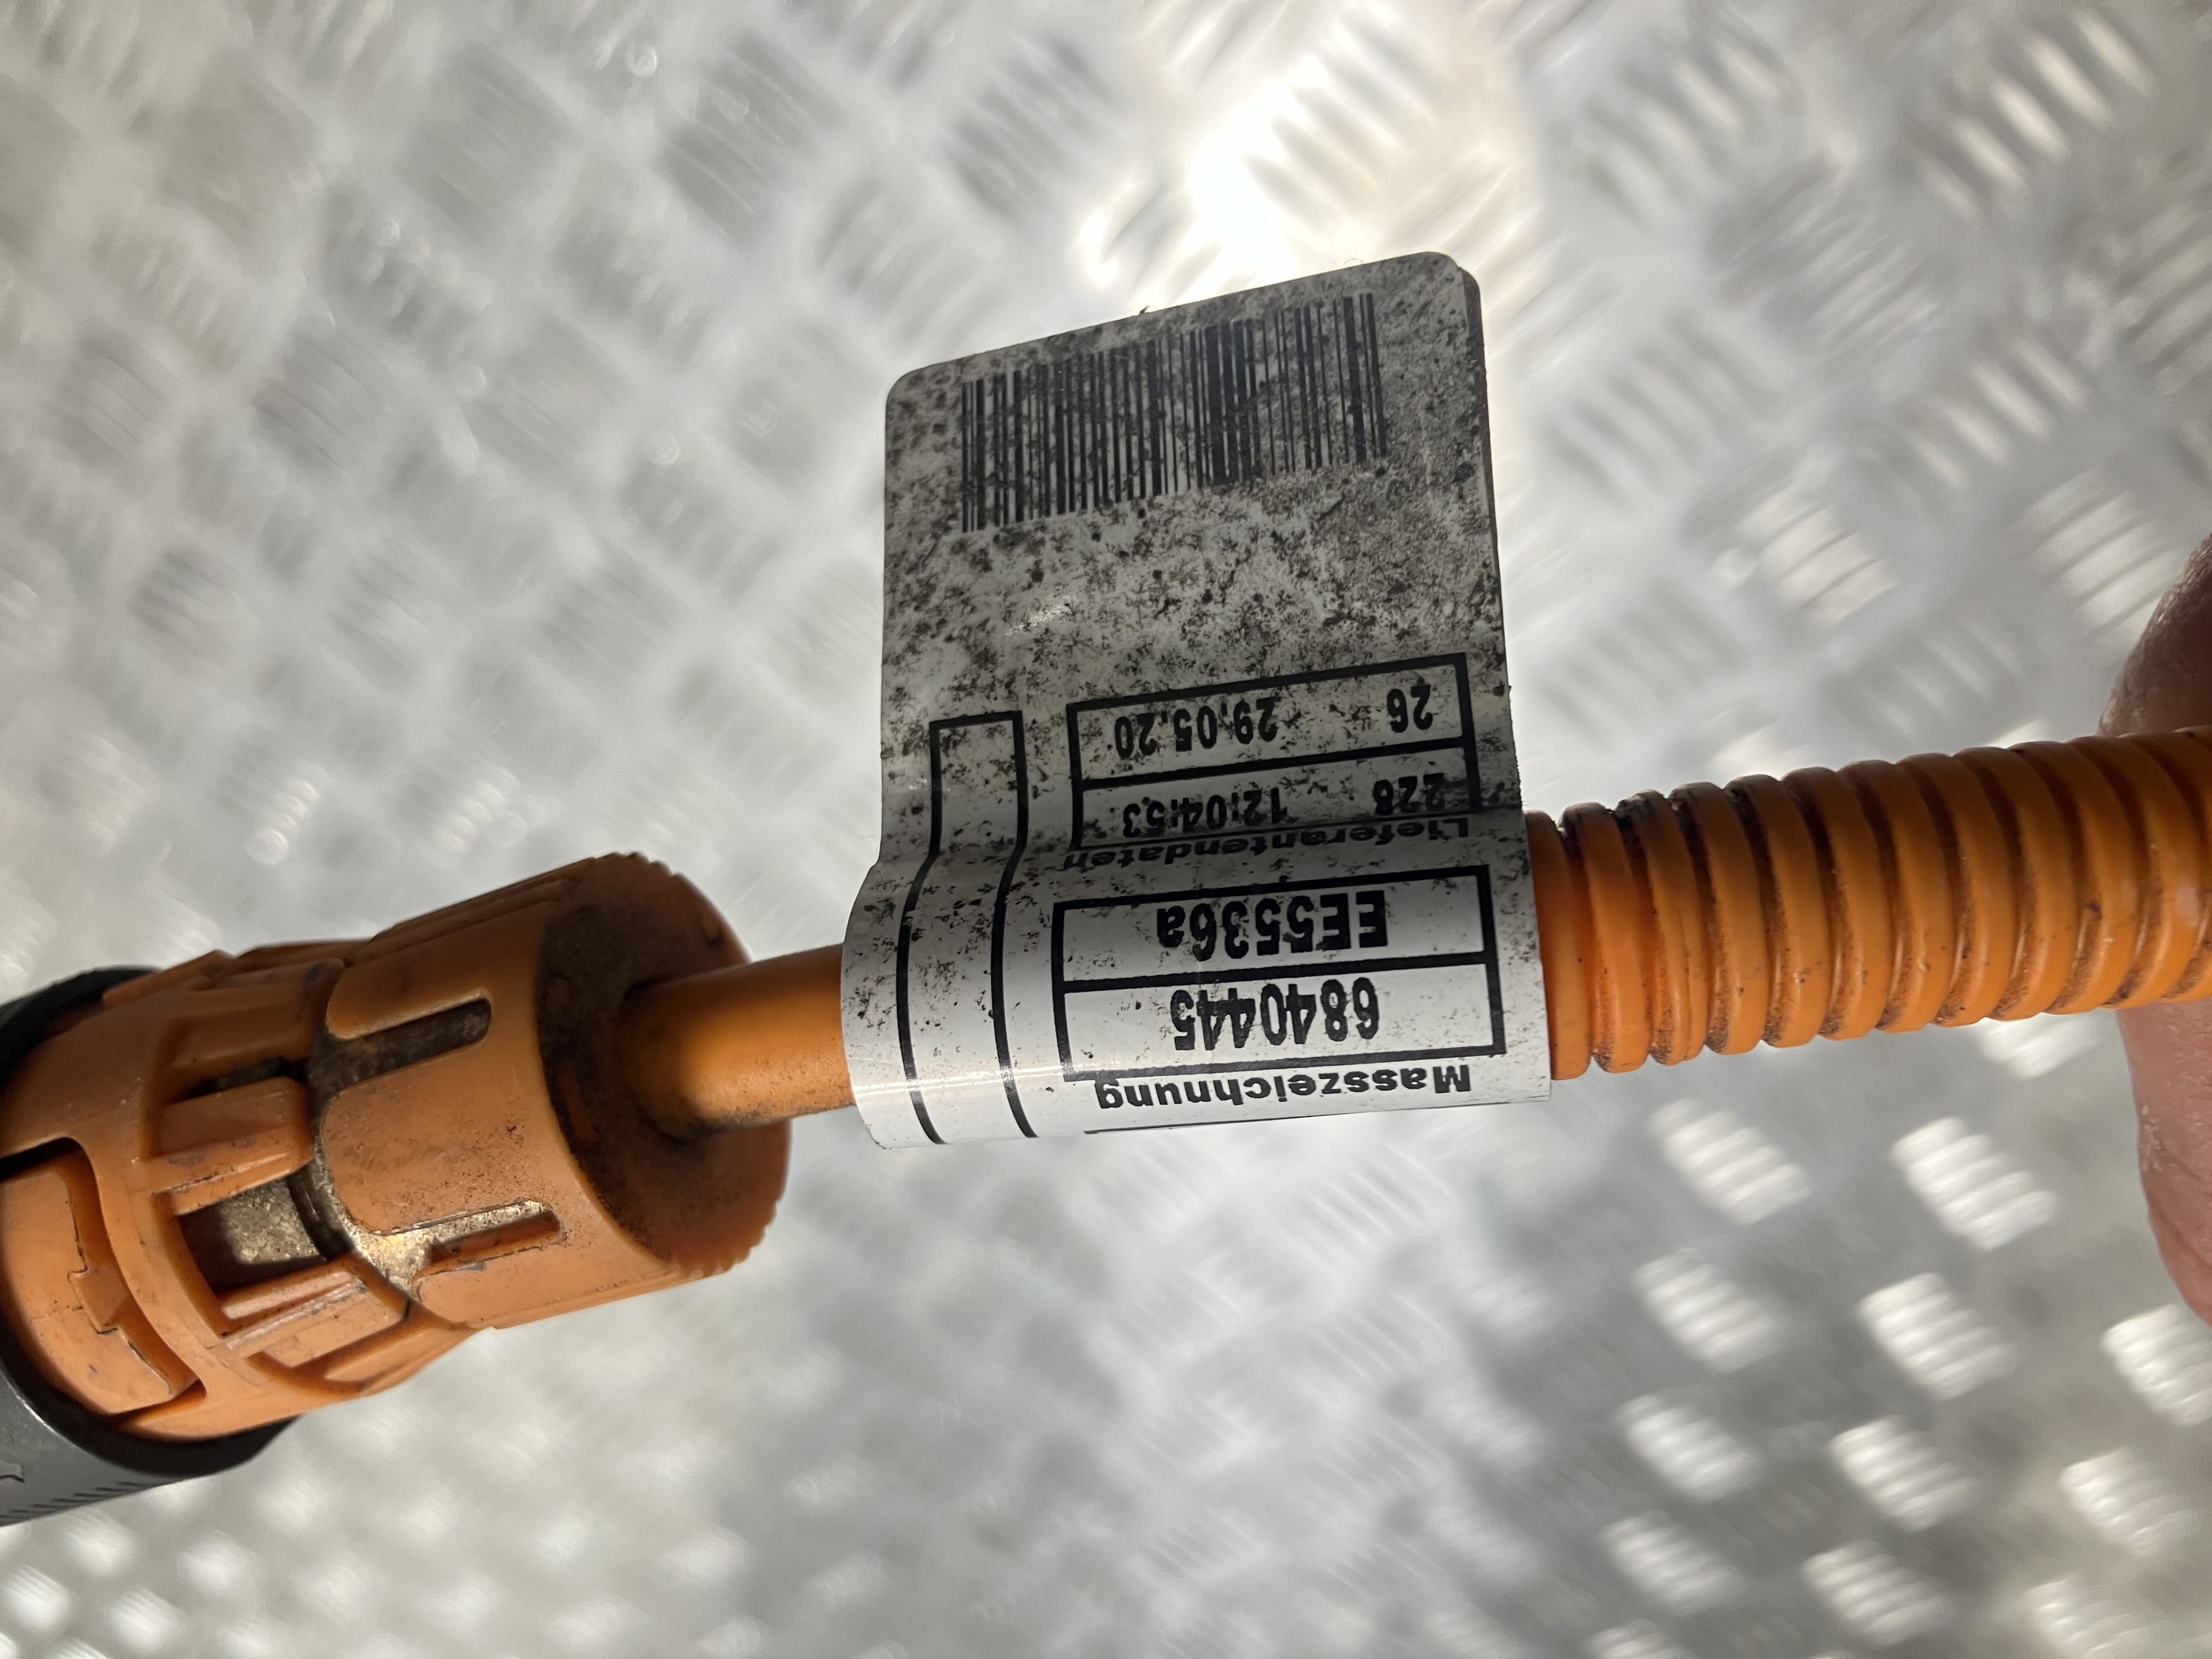 Masszeichnung
6840445
EE5536a
Lieferantendaten
228 12:04:53
26 29.05.20